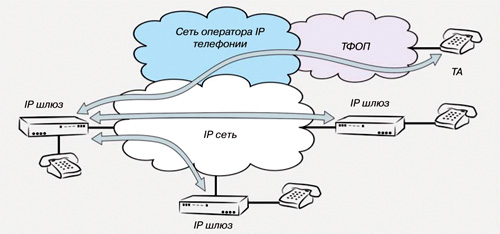 Сеть оператора IP
телефонии
ТФОП
ТА
IP шлюз
IP шлюз
IP сеть
IP шлюз